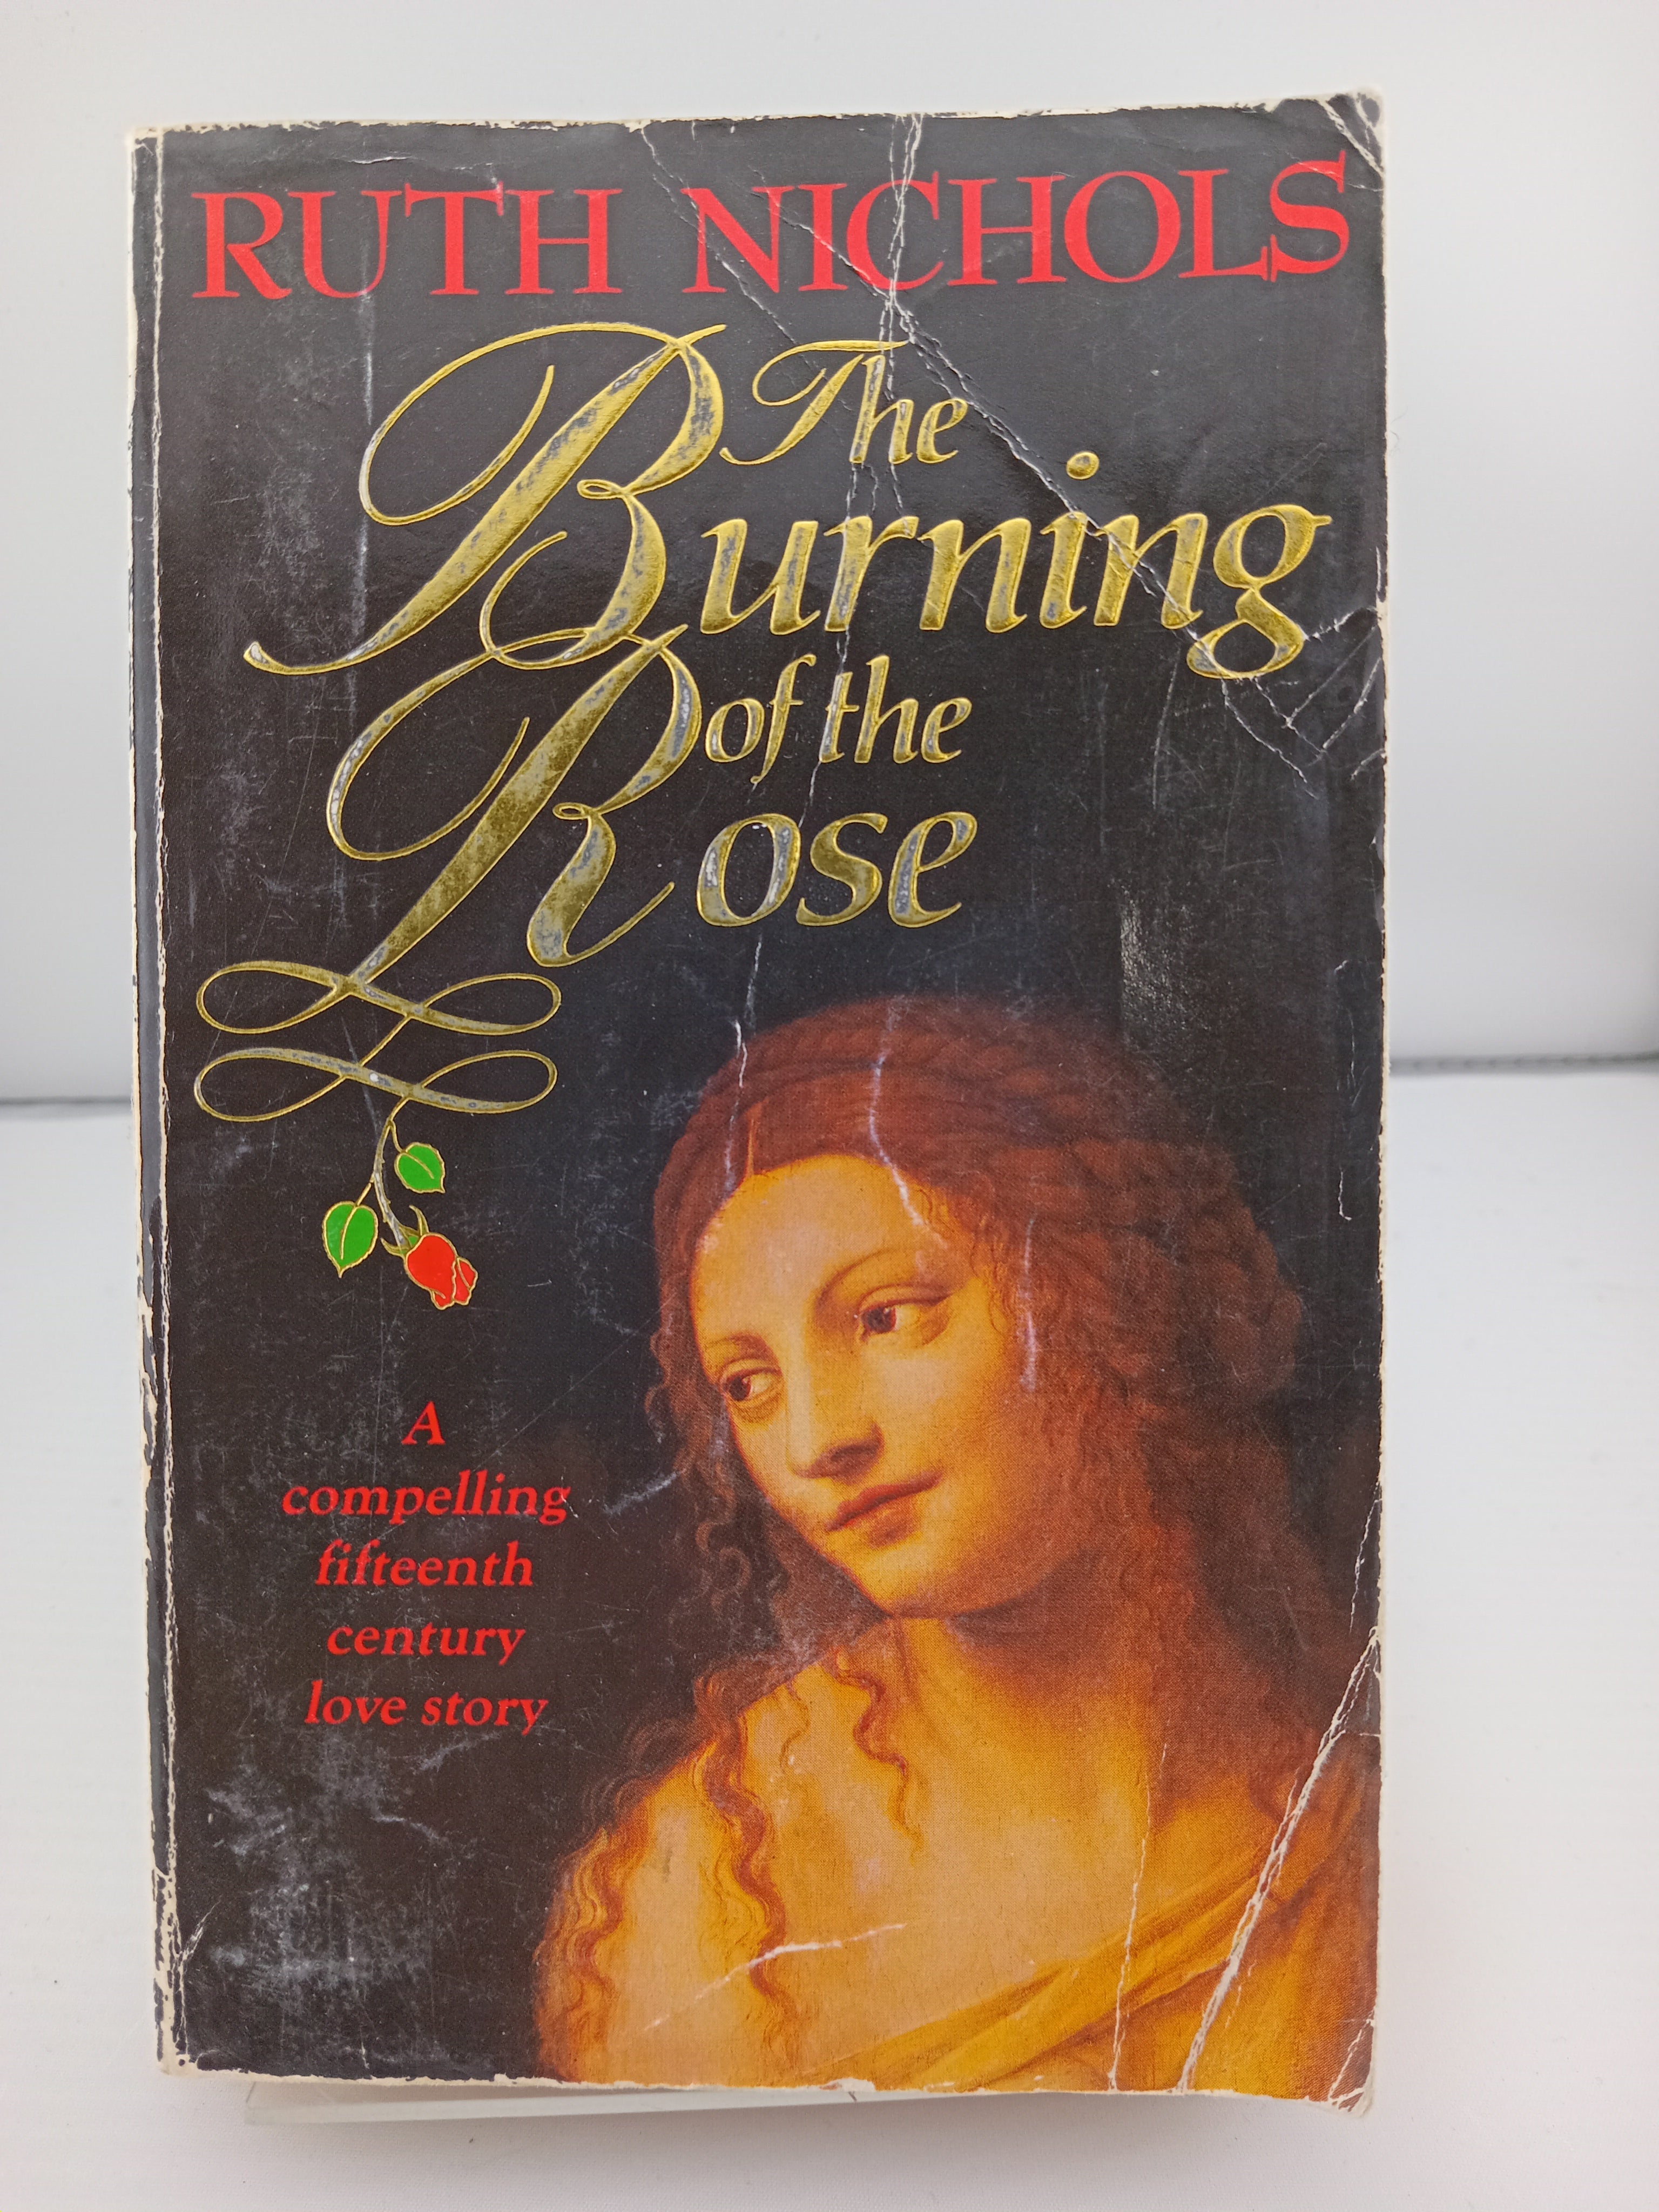 RUTH NICHOLS
The
Burning
of the
Rose
A
compelling
fifteenth
century
love story